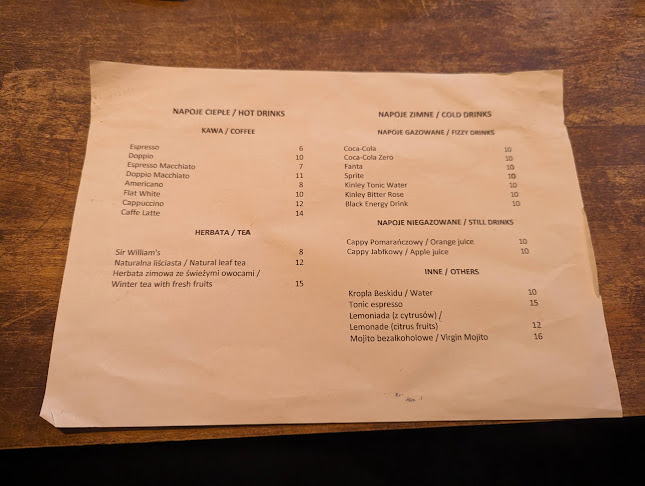 NAPOJE CIEPŁE / HOT DRINKS
KAWA / COFFEE
Espresso 6
Doppio 10
Espresso Macchiato 7
Doppio Macchiato 11
Americano 8
Flat White 10
Cappuccino 12
Caffe Latte 14
HERBATA / TEA
Sir William's 8
Naturalna liściasta / Natural leaf tea 12
Herbata zimowa ze świeżymi owocami /
Winter tea with fresh fruits 15
NAPOJE ZIMNE / COLD DRINKS
NAPOJE GAZOWANE / FIZZY DRINKS
Coca-Cola 10
Coca-Cola Zero 10
Fanta 10
Sprite 10
Kinley Tonic Water 10
Kinley Bitter Rose 10
Black Energy Drink 10
NAPOJE NIEGAZOWANE / STILL DRINKS
Cappy Pomarańczowy / Orange juice 10
Cappy Jabłkowy / Apple juice 10
INNE / OTHERS
Kropla Beskidu / Water 10
Tonic espresso 15
Lemoniada (z cytrusów) /
Lemonade (citrus fruits) 12
Mojito bezalkoholowe / Virgin Mojito 16